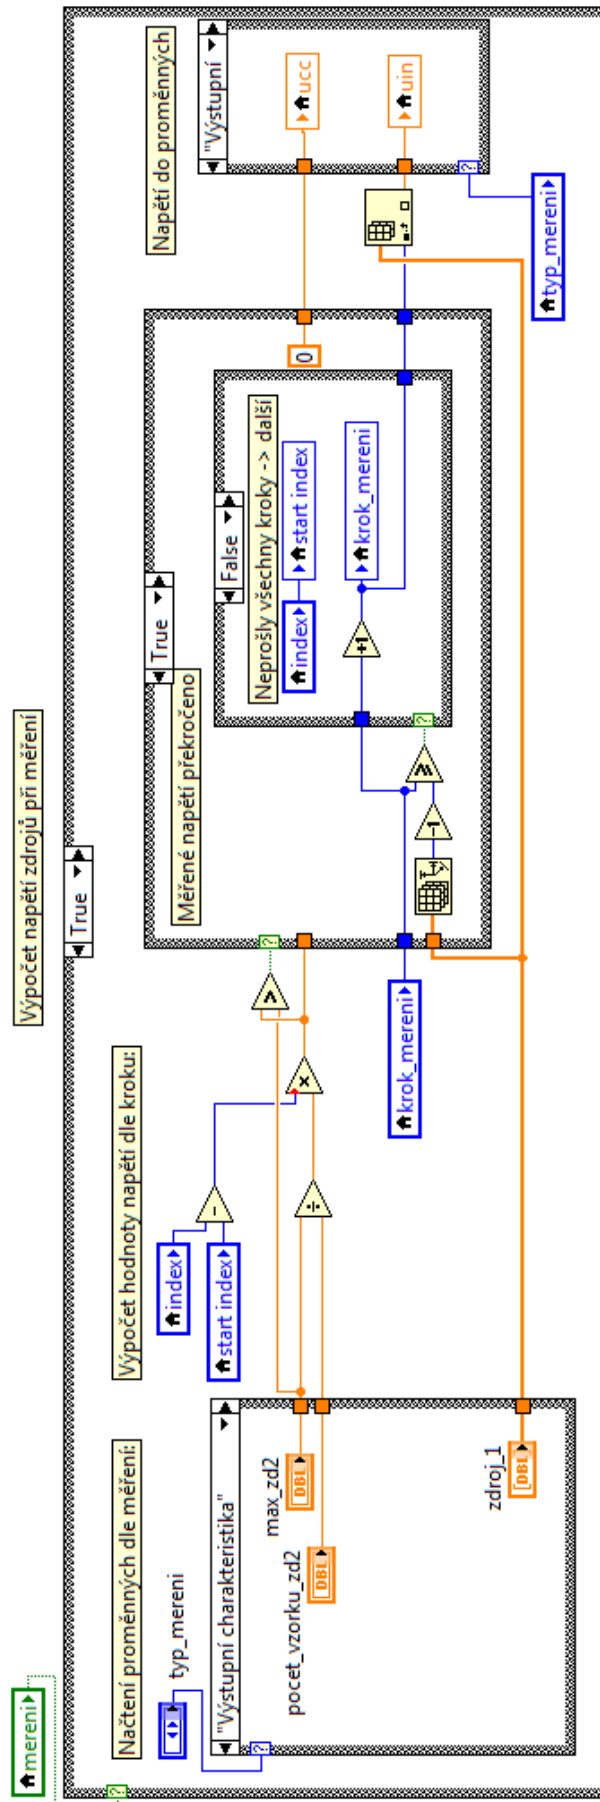 mereni
Výpočet napětí zdrojů při měření
True
Načtení proměnných dle měření:
typ_mereni
"Výstupní charakteristika"
max_zd2
DBL
pocet_vzorku_zd2
DBL
zdroj_1
[DBL]
Výpočet hodnoty napětí dle kroku:
index
start index
-
÷
x
>
krok_mereni
Měřené napětí překročeno
True
-1
≥
False
Neprošly všechny kroky -> další
index
start index
+1
krok_mereni
0
Napětí do proměnných
"Výstupní
ucc
uin
typ_mereni